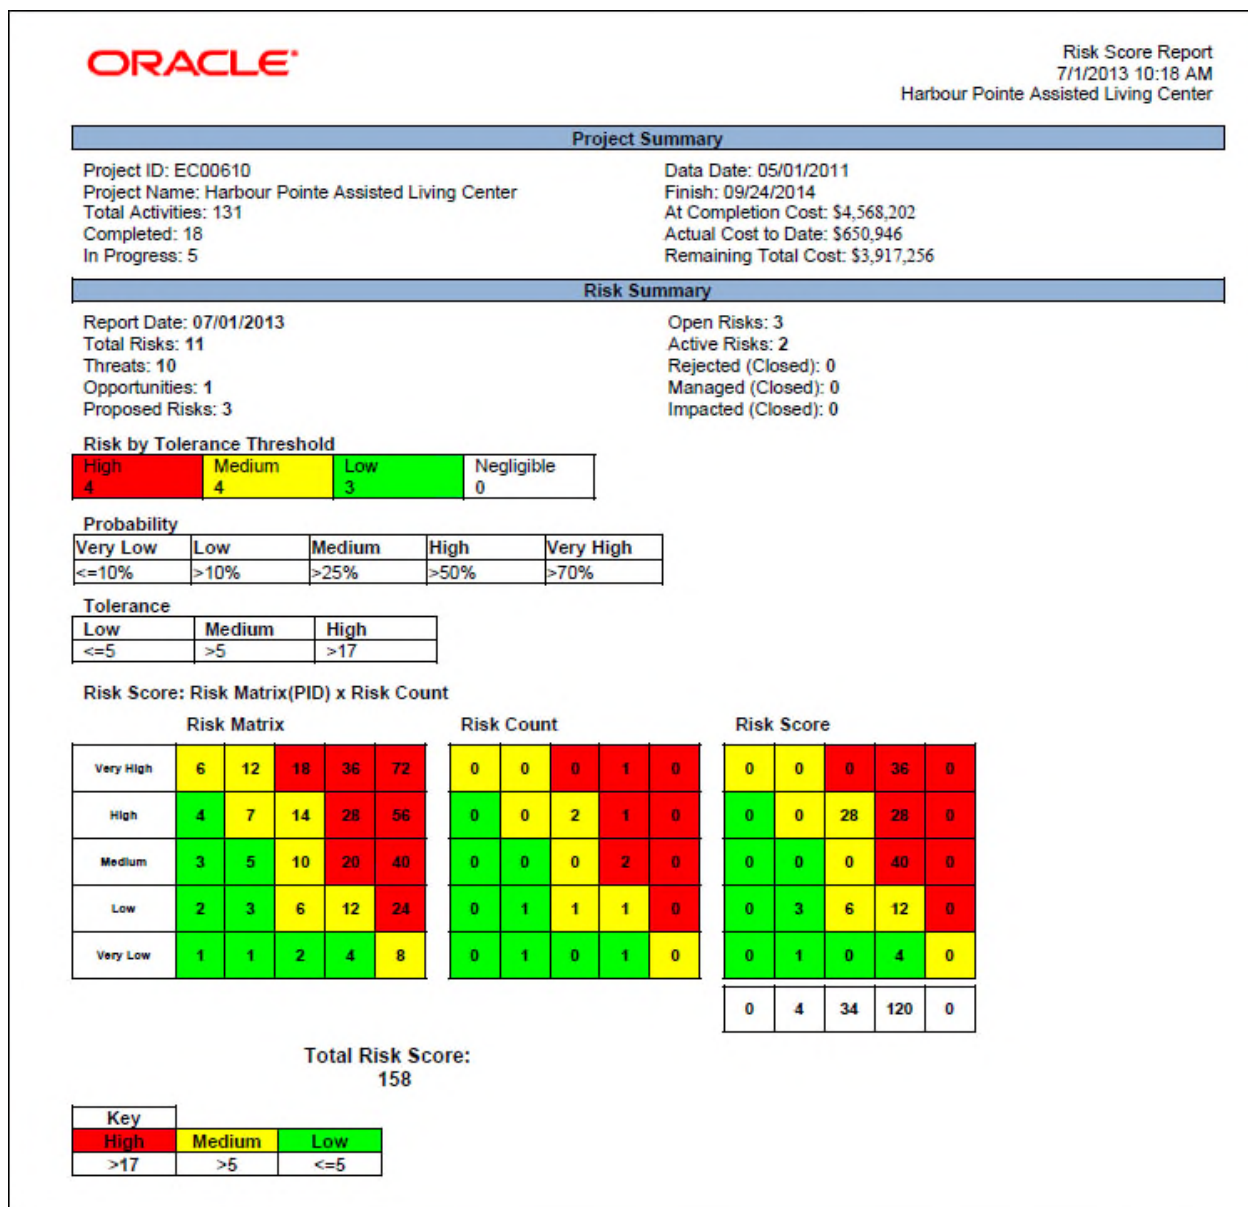 ORACLE
Risk Score Report
7/1/2013 10:18 AM
Harbour Pointe Assisted Living Center
Project Summary
Project ID: EC00610
Project Name: Harbour Pointe Assisted Living Center
Total Activities: 131
Completed: 18
In Progress: 5
Data Date: 05/01/2011
Finish: 09/24/2014
At Completion Cost: $4,568,202
Actual Cost to Date: $650,946
Remaining Total Cost: $3,917,256
Risk Summary
Report Date: 07/01/2013
Total Risks: 11
Threats: 10
Opportunities: 1
Proposed Risks: 3
Open Risks: 3
Active Risks: 2
Rejected (Closed): 0
Managed (Closed): 0
Impacted (Closed): 0
Risk by Tolerance Threshold
High Medium Low Negligible
4 4 3 0
Probability
Very Low Low Medium High Very High
<=10% >10% >25% >50% >70%
Tolerance
Low Medium High
<=5 >5 >17
Risk Score: Risk Matrix(PID) x Risk Count
Risk Matrix Risk Count Risk Score
Very High 6 12 18 36 72 0 0 0 1 0 0 0 0 36 0
High 4 7 14 28 56 0 0 2 1 0 0 0 28 28 0
Medium 3 5 10 20 40 0 0 0 2 0 0 0 0 40 0
Low 2 3 6 12 24 0 1 1 1 0 0 3 6 12 0
Very Low 1 1 2 4 8 0 1 0 1 0 0 1 0 4 0
0 4 34 120 0
Total Risk Score:
158
Key
High Medium Low
>17 >5 <=5